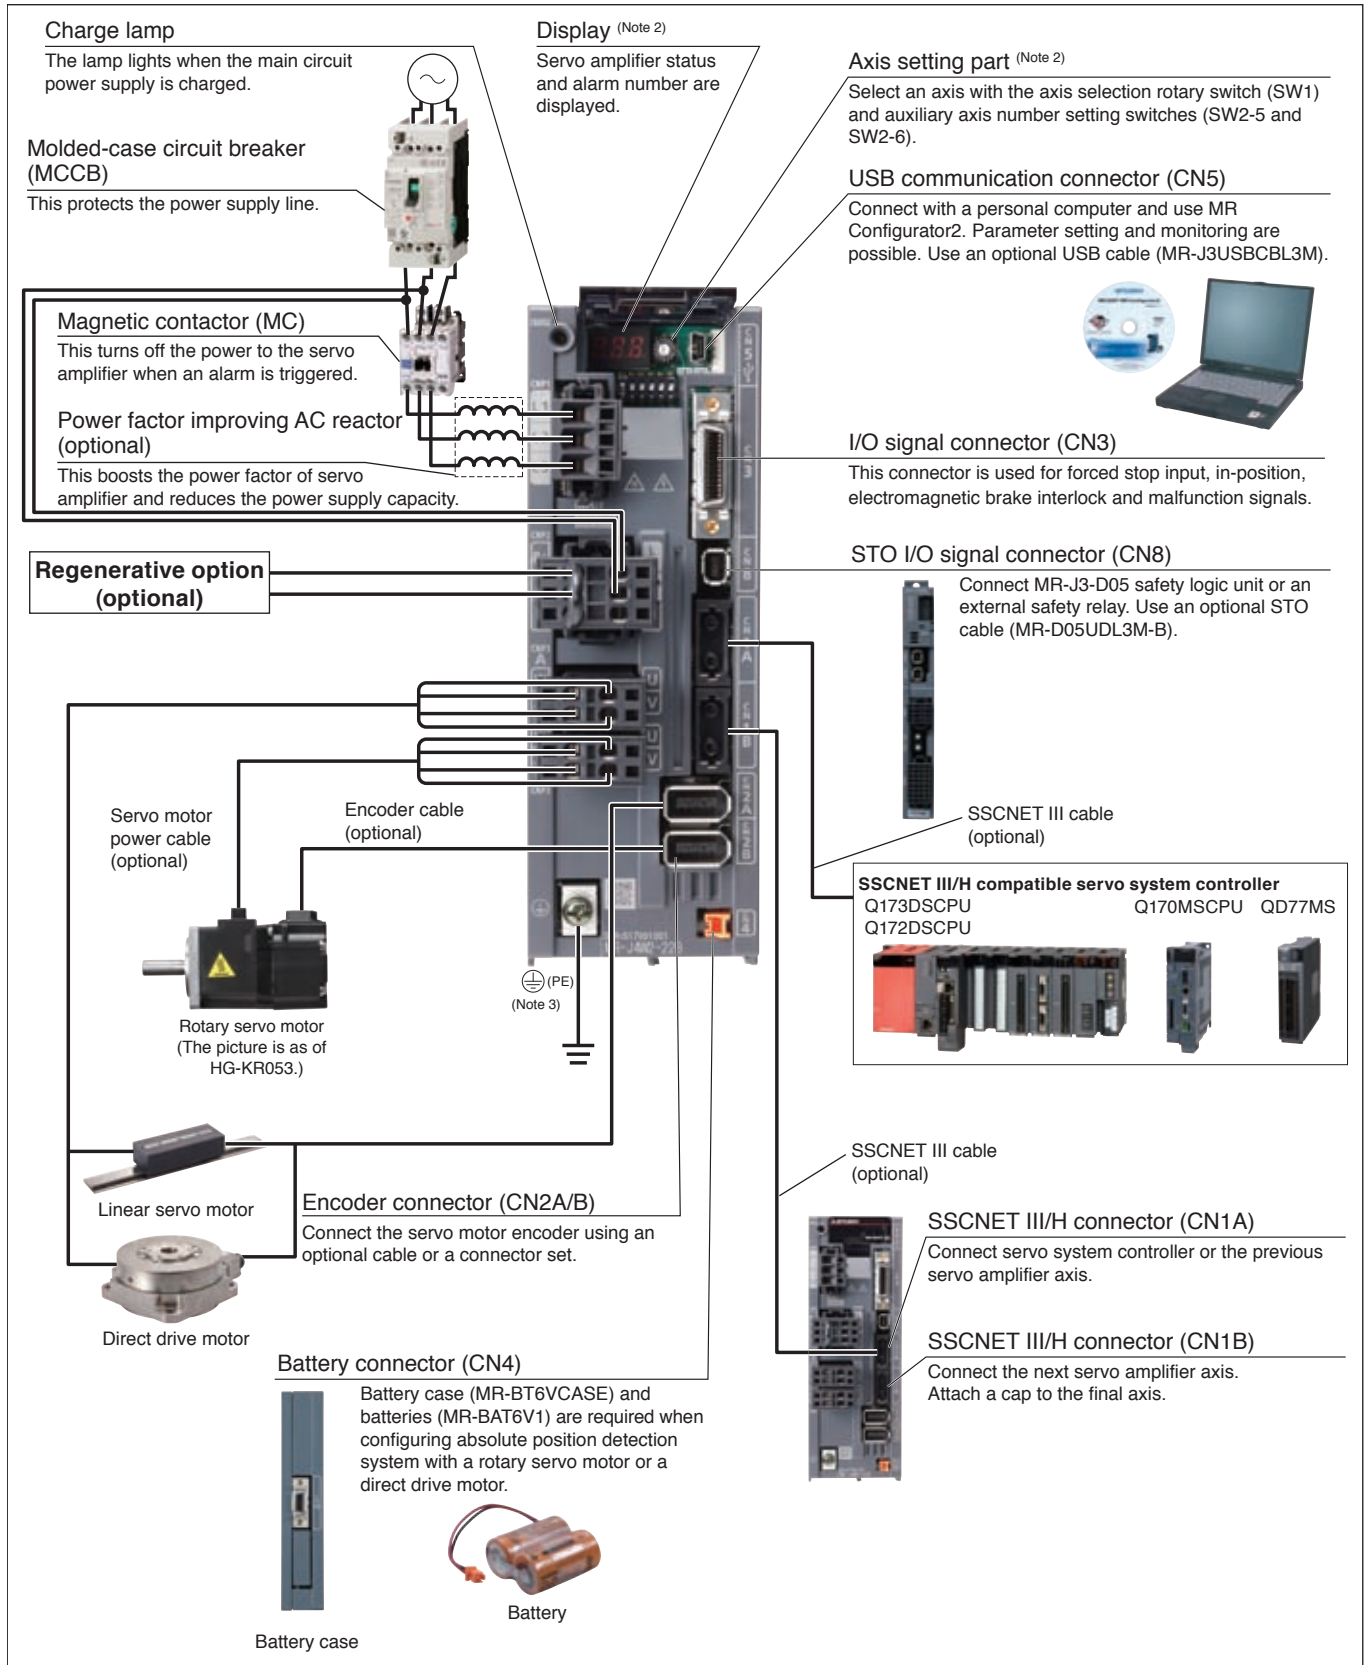 Charge lamp
The lamp lights when the main circuit
power supply is charged.
Display (Note 2)
Servo amplifier status
and alarm number are
displayed.
Axis setting part (Note 2)
Select an axis with the axis selection rotary switch (SW1)
and auxiliary axis number setting switches (SW2-5 and
SW2-6).
Molded-case circuit breaker
(MCCB)
This protects the power supply line.
USB communication connector (CN5)
Connect with a personal computer and use MR
Configurator2. Parameter setting and monitoring are
possible. Use an optional USB cable (MR-J3USBCBL3M).
Magnetic contactor (MC)
This turns off the power to the servo
amplifier when an alarm is triggered.
Power factor improving AC reactor
(optional)
This boosts the power factor of servo
amplifier and reduces the power supply capacity.
I/O signal connector (CN3)
This connector is used for forced stop input, in-position,
electromagnetic brake interlock and malfunction signals.
Regenerative option
(optional)
STO I/O signal connector (CN8)
Connect MR-J3-D05 safety logic unit or an
external safety relay. Use an optional STO
cable (MR-D05UDL3M-B).
Servo motor
power cable
(optional)
Encoder cable
(optional)
SSCNET III cable
(optional)
SSCNET III/H compatible servo system controller
Q173DSCPU
Q172DSCPU
Q170MSCPU
QD77MS
(PE)
(Note 3)
Rotary servo motor
(The picture is as of
HG-KR053.)
Linear servo motor
Direct drive motor
Encoder connector (CN2A/B)
Connect the servo motor encoder using an
optional cable or a connector set.
SSCNET III cable
(optional)
SSCNET III/H connector (CN1A)
Connect servo system controller or the previous
servo amplifier axis.
SSCNET III/H connector (CN1B)
Connect the next servo amplifier axis.
Attach a cap to the final axis.
Battery connector (CN4)
Battery case (MR-BT6VCASE) and
batteries (MR-BAT6V1) are required when
configuring absolute position detection
system with a rotary servo motor or a
direct drive motor.
Battery
Battery case